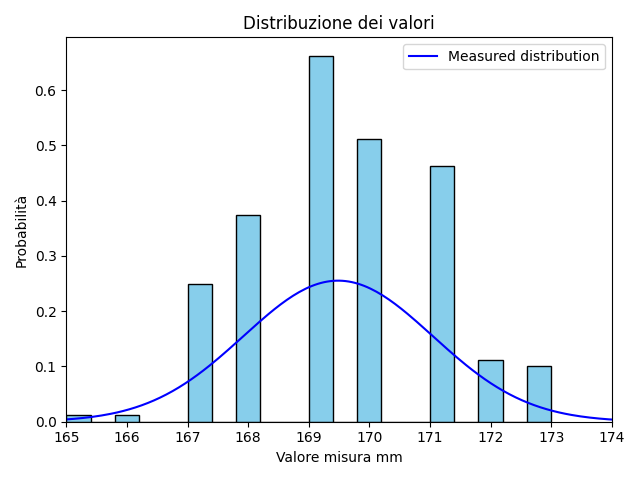 Distribuzione dei valori
Measured distribution
Probabilità
0.6
0.5
0.4
0.3
0.2
0.1
0.0
165 166 167 168 169 170 171 172 173 174
Valore misura mm